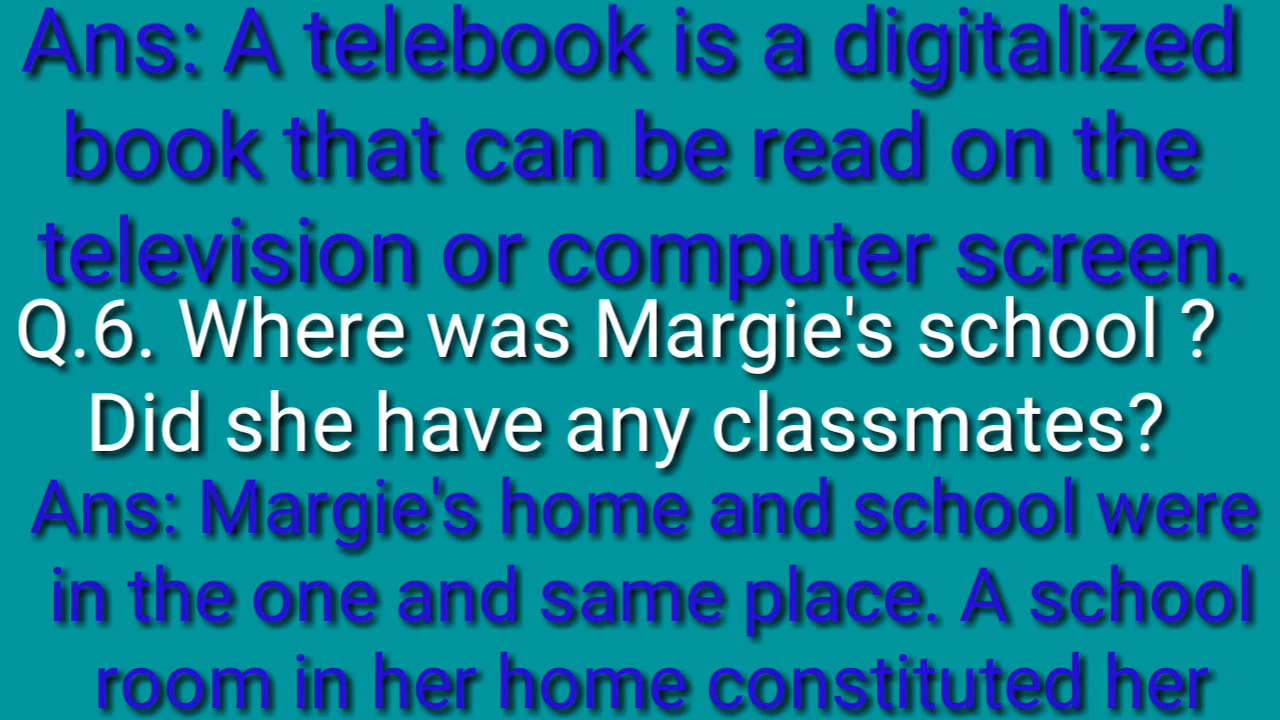 Ans: A telebook is a digitalized
book that can be read on the
television or computer screen.
Q.6. Where was Margie's school ?
Did she have any classmates?
Ans: Margie's home and school were
in the one and same place. A school
room in her home constituted her